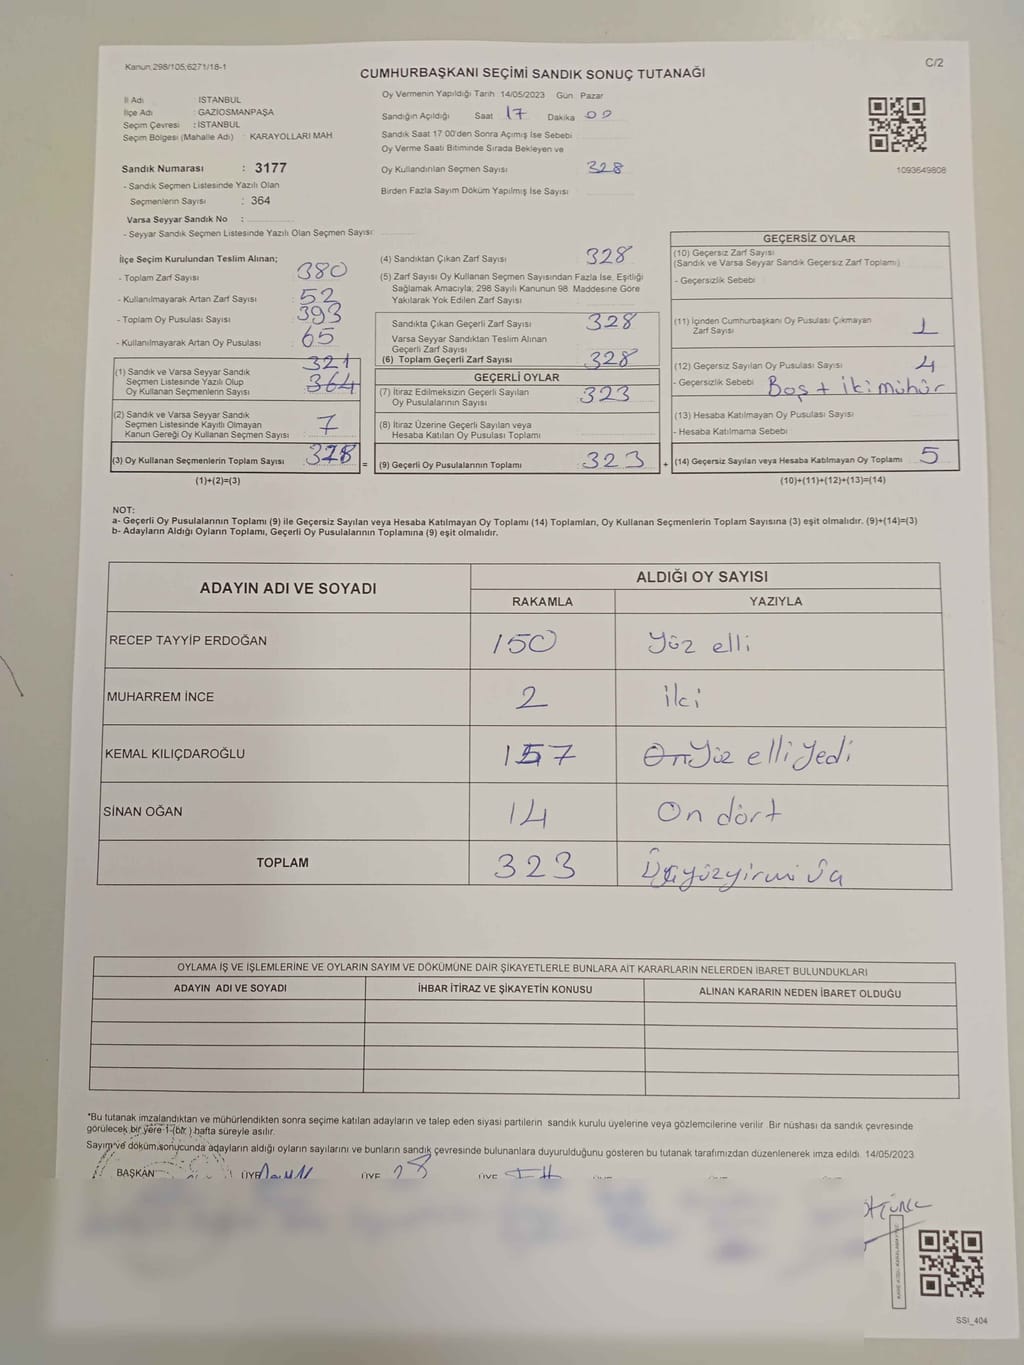 Kanun 298/105,6271/18-1
C/2
CUMHURBAŞKANI SEÇİMİ SANDIK SONUÇ TUTANAĞI
İl Adı İSTANBUL
İlçe Adı : GAZİOSMANPAŞA
Seçim Çevresi : İSTANBUL
Seçim Bölgesi (Mahalle Adı) : KARAYOLLARI MAH
Sandık Numarası : 3177
- Sandık Seçmen Listesinde Yazılı Olan
Seçmenlerin Sayısı : 364
Varsa Seyyar Sandık No :
- Seyyar Sandık Seçmen Listesinde Yazılı Olan Seçmen Sayısı:
Oy Vermenin Yapıldığı Tarih :14/05/2023 Gün Pazar
Sandığın Açıldığı Saat 17 Dakika 00
Sandık Saat 17:00'den Sonra Açımış İse Sebebi
Oy Verme Saati Bitiminde Sırada Bekleyen ve
Oy Kullandırılan Seçmen Sayısı 328
Birden Fazla Sayım Döküm Yapılmış İse Sayısı
1093649808
İlçe Seçim Kurulundan Teslim Alınan;
- Toplam Zarf Sayısı : 380
- Kullanılmayarak Artan Zarf Sayısı : 52
- Toplam Oy Pusulası Sayısı : 393
- Kullanılmayarak Artan Oy Pusulası : 65
321
(1) Sandık ve Varsa Seyyar Sandık
Seçmen Listesinde Yazılı Olup
Oy Kullanan Seçmenlerin Sayısı : 364
(2) Sandık ve Varsa Seyyar Sandık
Seçmen Listesinde Kayıtlı Olmayan
Kanun Gereği Oy Kullanan Seçmen Sayısı : 7
(3) Oy Kullanan Seçmenlerin Toplam Sayısı : 328 =
(1)+(2)=(3)
(4) Sandıktan Çıkan Zarf Sayısı : 328
(5) Zarf Sayısı Oy Kullanan Seçmen Sayısından Fazla İse, Eşitliği
Sağlamak Amacıyla; 298 Sayılı Kanunun 98. Maddesine Göre
Yakılarak Yok Edilen Zarf Sayısı :
Sandıkta Çıkan Geçerli Zarf Sayısı : 328
Varsa Seyyar Sandıktan Teslim Alınan
Geçerli Zarf Sayısı
(6) Toplam Geçerli Zarf Sayısı : 328
GEÇERLİ OYLAR
(7) İtiraz Edilmeksizin Geçerli Sayılan
Oy Pusulalarının Sayısı : 323
(8) İtiraz Üzerine Geçerli Sayılan veya
Hesaba Katılan Oy Pusulası Toplamı :
(9) Geçerli Oy Pusulalarının Toplamı : 323 +
GEÇERSİZ OYLAR
(10) Geçersiz Zarf Sayısı
(Sandık ve Varsa Seyyar Sandık Geçersiz Zarf Toplamı)
- Geçersizlik Sebebi
(11) İçinden Cumhurbaşkanı Oy Pusulası Çıkmayan
Zarf Sayısı : 1
(12) Geçersiz Sayılan Oy Pusulası Sayısı : 4
- Geçersizlik Sebebi Boş + İki mühür
(13) Hesaba Katılmayan Oy Pusulası Sayısı
- Hesaba Katılmama Sebebi
(14) Geçersiz Sayılan veya Hesaba Katılmayan Oy Toplamı : 5
(10)+(11)+(12)+(13)=(14)
NOT:
a- Geçerli Oy Pusulalarının Toplamı (9) ile Geçersiz Sayılan veya Hesaba Katılmayan Oy Toplamı (14) Toplamları, Oy Kullanan Seçmenlerin Toplam Sayısına (3) eşit olmalıdır. (9)+(14)=(3)
b- Adayların Aldığı Oyların Toplamı, Geçerli Oy Pusulalarının Toplamına (9) eşit olmalıdır.
ADAYIN ADI VE SOYADI
ALDIĞI OY SAYISI
RAKAMLA YAZIYLA
RECEP TAYYİP ERDOĞAN 150 Yüz elli
MUHARREM İNCE 2 iki
KEMAL KILIÇDAROĞLU 157 On Yüz elli yedi
SİNAN OĞAN 14 On dört
TOPLAM 323 Üçyüzyirmi üç
OYLAMA İŞ VE İŞLEMLERİNE VE OYLARIN SAYIM VE DÖKÜMÜNE DAİR ŞİKAYETLERLE BUNLARA AİT KARARLARIN NELERDEN İBARET BULUNDUKLARI
ADAYIN ADI VE SOYADI İHBAR İTİRAZ VE ŞİKAYETİN KONUSU ALINAN KARARIN NEDEN İBARET OLDUĞU
*Bu tutanak imzalandıktan ve mühürlendikten sonra seçime katılan adayların ve talep eden siyasi partilerin sandık kurulu üyelerine veya gözlemcilerine verilir. Bir nüshası da sandık çevresinde
görülecek bir yere 1 (bir) hafta süreyle asılır.
Sayım ve döküm sonucunda adayların aldığı oyların sayılarını ve bunların sandık çevresinde bulunanlara duyurulduğunu gösteren bu tutanak tarafımızdan düzenlenerek imza edildi. 14/05/2023
BAŞKAN ÜYE ÜYE ÜYE
SSI_404